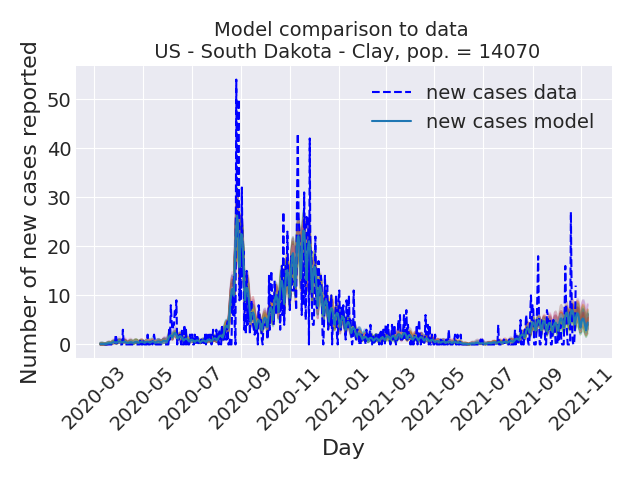 Model comparison to data
US - South Dakota - Clay, pop. = 14070
Number of new cases reported
50
40
30
20
10
0
new cases data
new cases model
2020-03
2020-05
2020-07
2020-09
2020-11
2021-01
2021-03
2021-05
2021-07
2021-09
2021-11
Day